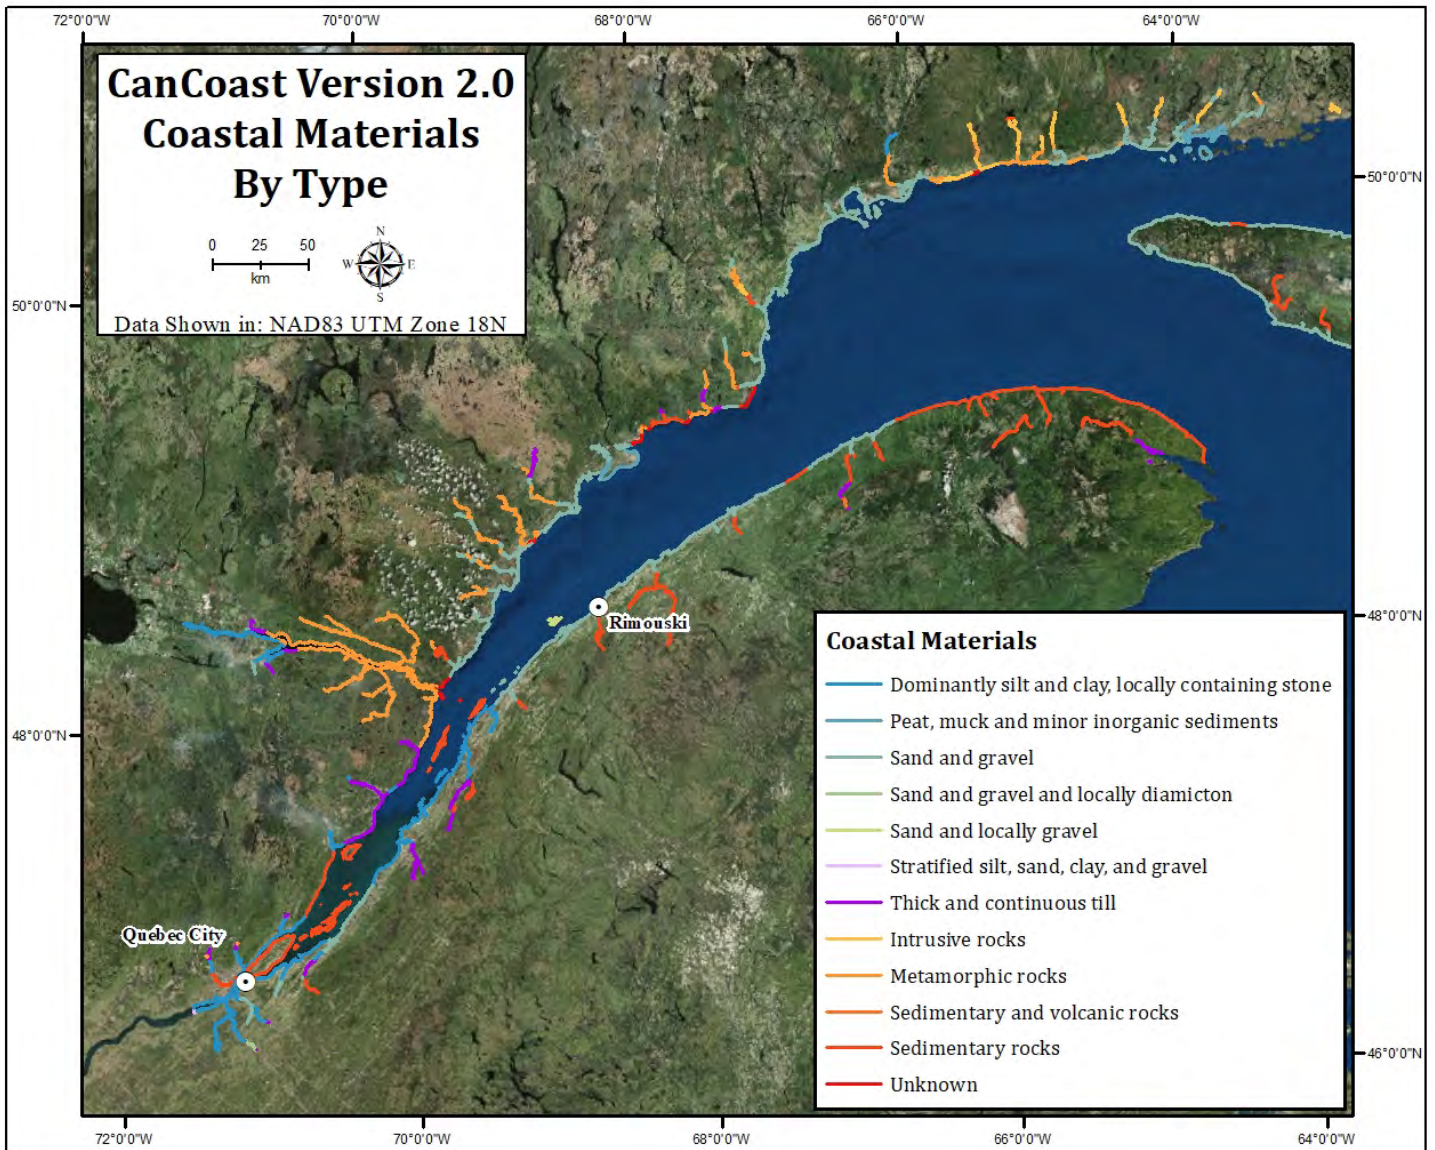 72°0'0"W 70°0'0"W 68°0'0"W 66°0'0"W 64°0'0"W
CanCoast Version 2.0
Coastal Materials
By Type
0 25 50
km
N
W E
S
Data Shown in: NAD83 UTM Zone 18N
50°0'0"N
50°0'0"N
Rimouski
48°0'0"N
48°0'0"N
Quebec City
Coastal Materials
Dominantly silt and clay, locally containing stone
Peat, muck and minor inorganic sediments
Sand and gravel
Sand and gravel and locally diamicton
Sand and locally gravel
Stratified silt, sand, clay, and gravel
Thick and continuous till
Intrusive rocks
Metamorphic rocks
Sedimentary and volcanic rocks
Sedimentary rocks
Unknown
46°0'0"N
72°0'0"W 70°0'0"W 68°0'0"W 66°0'0"W 64°0'0"W